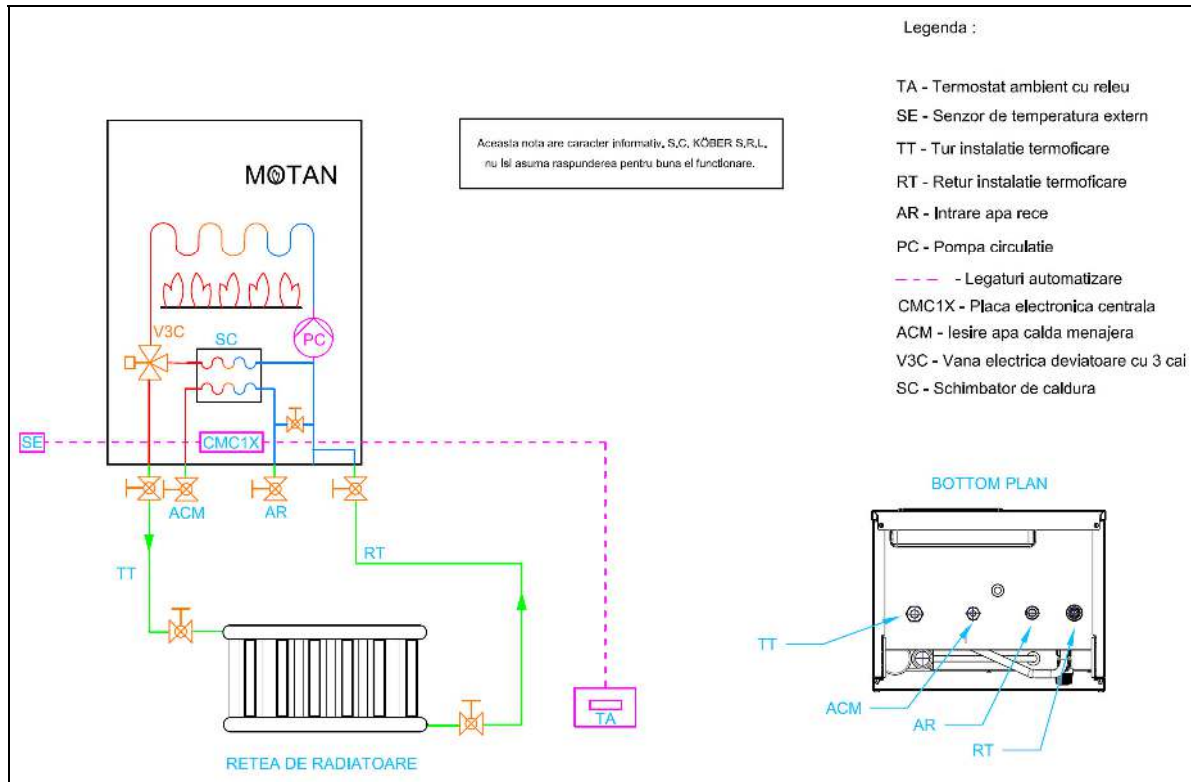 Legenda :
TA - Termostat ambient cu releu
SE - Senzor de temperatura extern
TT - Tur instalatie termoficare
RT - Retur instalatie termoficare
AR - Intrare apa rece
PC - Pompa circulatie
- Legaturi automatizare
CMC1X - Placa electronica centrala
ACM - Iesire apa calda menajera
V3C - Vana electrica deviatoare cu 3 cai
SC - Schimbator de caldura
Aceasta nota are caracter informativ. S.C. KÖBER S.R.L.
nu isi asuma raspunderea pentru buna ei functionare.
MOTAN
V3C
SC
PC
SE
CMC1X
ACM
AR
TT
RT
TA
RETEA DE RADIATOARE
BOTTOM PLAN
TT
ACM
AR
RT